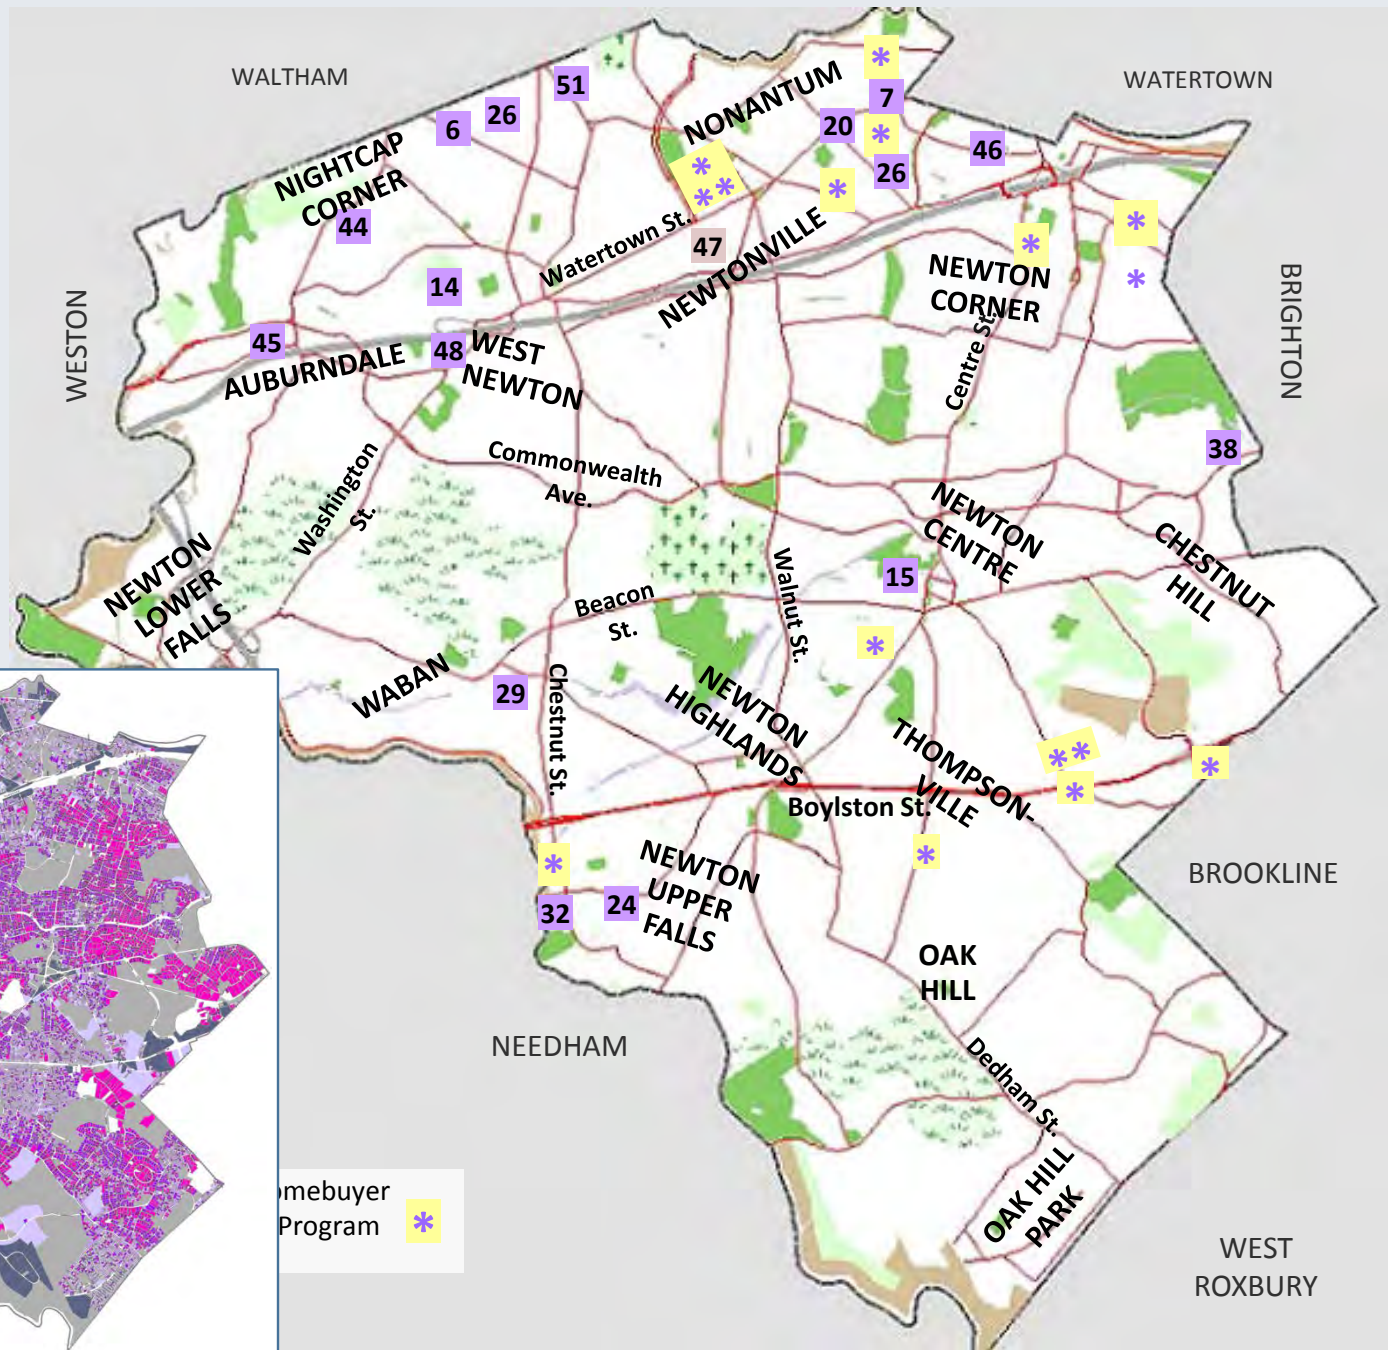 WALTHAM
WATERTOWN
51
26
6
NIGHTCAP
CORNER
44
NONANTUM
*
7
20
*
26
46
*
*
*
*
*
*
*
*
Watertown St.
47
NEWTONVILLE
NEWTON
CORNER
Centre St.
14
45
AUBURNDALE
48
WEST
NEWTON
WESTON
BRIGHTON
38
Commonwealth
Ave.
Washington
St.
NEWTON
CENTRE
CHESTNUT
HILL
15
Walnut St.
Beacon
St.
NEWTON
LOWER
FALLS
WABAN
29
Chestnut St.
*
NEWTON
HIGHLANDS
THOMPSON-
VILLE
* *
*
*
Boylston St.
*
*
32
24
NEWTON
UPPER
FALLS
BROOKLINE
OAK
HILL
NEEDHAM
Dedham St.
OAK HILL
PARK
WEST
ROXBURY
omebuyer
Program
*